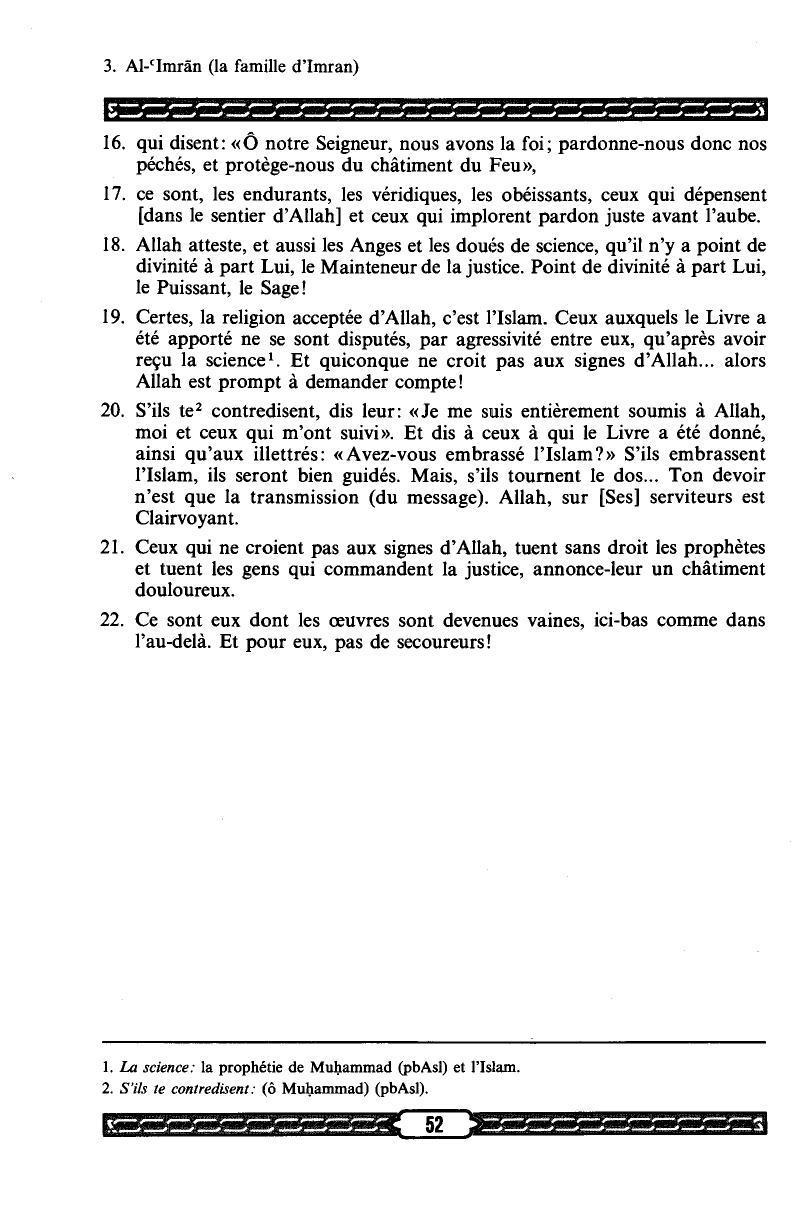 3. Al-ʿImrān (la famille d'Imran)
16. qui disent: «Ô notre Seigneur, nous avons la foi; pardonne-nous donc nos
péchés, et protège-nous du châtiment du Feu»,
17. ce sont, les endurants, les véridiques, les obéissants, ceux qui dépensent
[dans le sentier d'Allah] et ceux qui implorent pardon juste avant l'aube.
18. Allah atteste, et aussi les Anges et les doués de science, qu'il n'y a point de
divinité à part Lui, le Mainteneur de la justice. Point de divinité à part Lui,
le Puissant, le Sage!
19. Certes, la religion acceptée d'Allah, c'est l'Islam. Ceux auxquels le Livre a
été apporté ne se sont disputés, par agressivité entre eux, qu'après avoir
reçu la science¹. Et quiconque ne croit pas aux signes d'Allah... alors
Allah est prompt à demander compte!
20. S'ils te² contredisent, dis leur: «Je me suis entièrement soumis à Allah,
moi et ceux qui m'ont suivi». Et dis à ceux à qui le Livre a été donné,
ainsi qu'aux illettrés: «Avez-vous embrassé l'Islam?» S'ils embrassent
l'Islam, ils seront bien guidés. Mais, s'ils tournent le dos... Ton devoir
n'est que la transmission (du message). Allah, sur [Ses] serviteurs est
Clairvoyant.
21. Ceux qui ne croient pas aux signes d'Allah, tuent sans droit les prophètes
et tuent les gens qui commandent la justice, annonce-leur un châtiment
douloureux.
22. Ce sont eux dont les œuvres sont devenues vaines, ici-bas comme dans
l'au-delà. Et pour eux, pas de secoureurs!
1. La science: la prophétie de Muḥammad (pbAsl) et l'Islam.
2. S'ils te contredisent: (ô Muḥammad) (pbAsl).
52